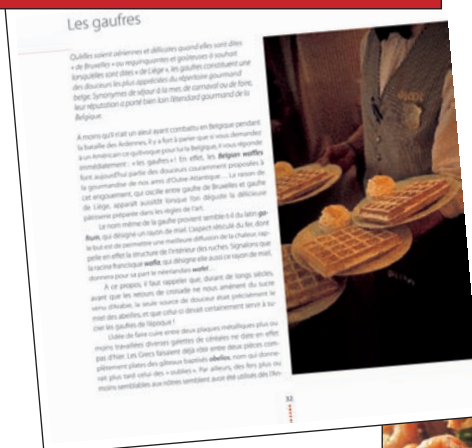 Les gaufres
Qu'elles soient aériennes et délicates quand elles sont dites
« de Bruxelles » ou requinquantes et goûteuses à souhait
lorsqu'elles sont dites « de Liège », les gaufres constituent une
des douceurs les plus appréciées du répertoire gourmand
belge. Synonymes de séjour à la mer, de carnaval ou de foire,
leur réputation a porté bien loin l'étendard gourmand de la
Belgique.
A moins qu'il n'ait un aïeul ayant combattu en Belgique pendant
la bataille des Ardennes, il y a fort à parier que si vous demandez
à un Américain ce qu'évoque pour lui la Belgique, il vous réponde
immédiatement : « les gaufres » ! En effet, les Belgian waffles
font aujourd'hui partie des douceurs couramment proposées à
la gourmandise de nos amis d'Outre-Atlantique... La raison de
cet engouement, qui oscille entre gaufre de Bruxelles et gaufre
de Liège, apparaît aussitôt lorsque l'on déguste la délicieuse
pâtisserie préparée dans les règles de l'art.
Le nom même de la gaufre provient semble-t-il du latin
qui désigne un rayon de miel. L'aspect réticulé du fer, dont
le but est de permettre une meilleure diffusion de la chaleur, rap-
pelle en effet la structure de l'intérieur des ruches. Signalons que
la racine francisque wafla, qui désigne elle aussi ce rayon de miel,
donnera pour sa part le néerlandais wafel...
A ce propos, il faut rappeler que, durant de longs siècles,
avant que les retours de croisade ne nous amènent du sucre
venu d'Arabie, la seule source de douceur était précisément le
miel des abeilles, et que celui-ci devait certainement servir à su-
crer les gaufres de l'époque !
L'idée de faire cuire entre deux plaques métalliques plus ou
moins travaillées diverses galettes de céréales ne date en effet
pas d'hier. Les Grecs faisaient déjà rôtir entre deux pièces com-
plètement plates des gâteaux baptisés obelios, nom qui donne-
rait plus tard celui des « oublies ». Par ailleurs, des fers plus ou
moins semblables aux nôtres semblent avoir été utilisés dès l'An-
32